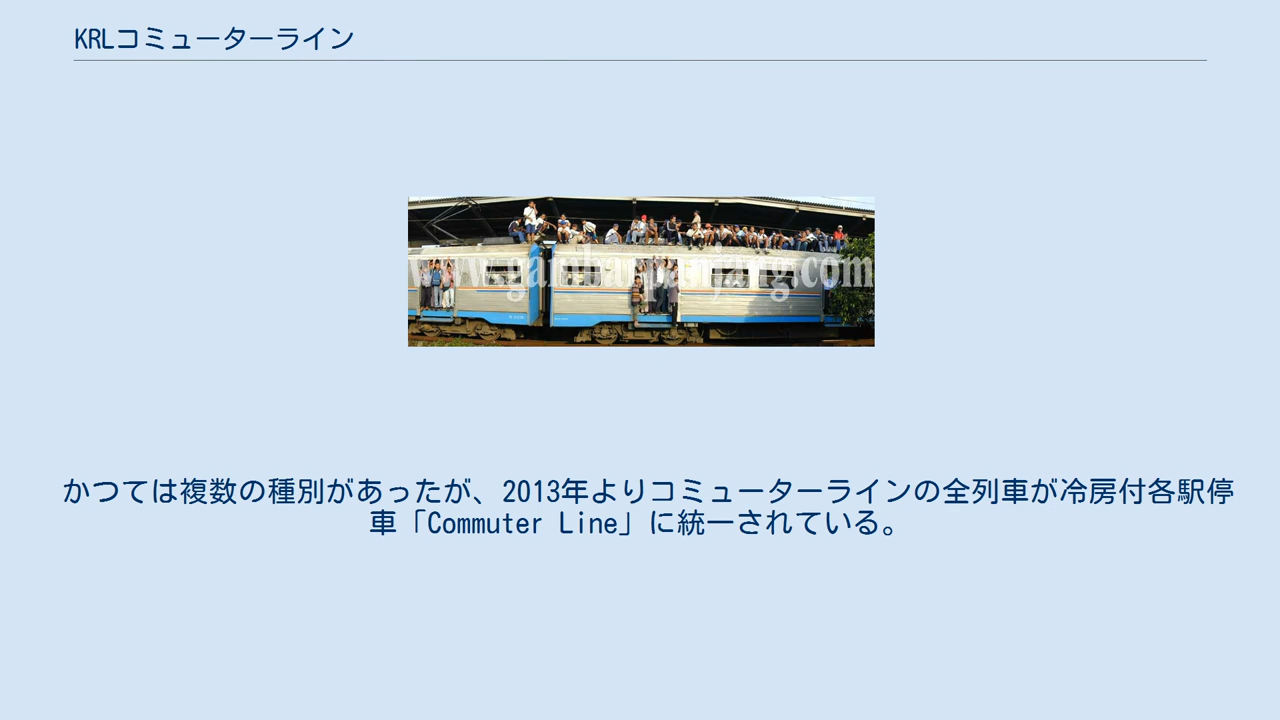 KRLコミューターライン
www.gambarpanjang.com
かつては複数の種別があったが、2013年よりコミューターラインの全列車が冷房付各駅停
車「Commuter Line」に統一されている。